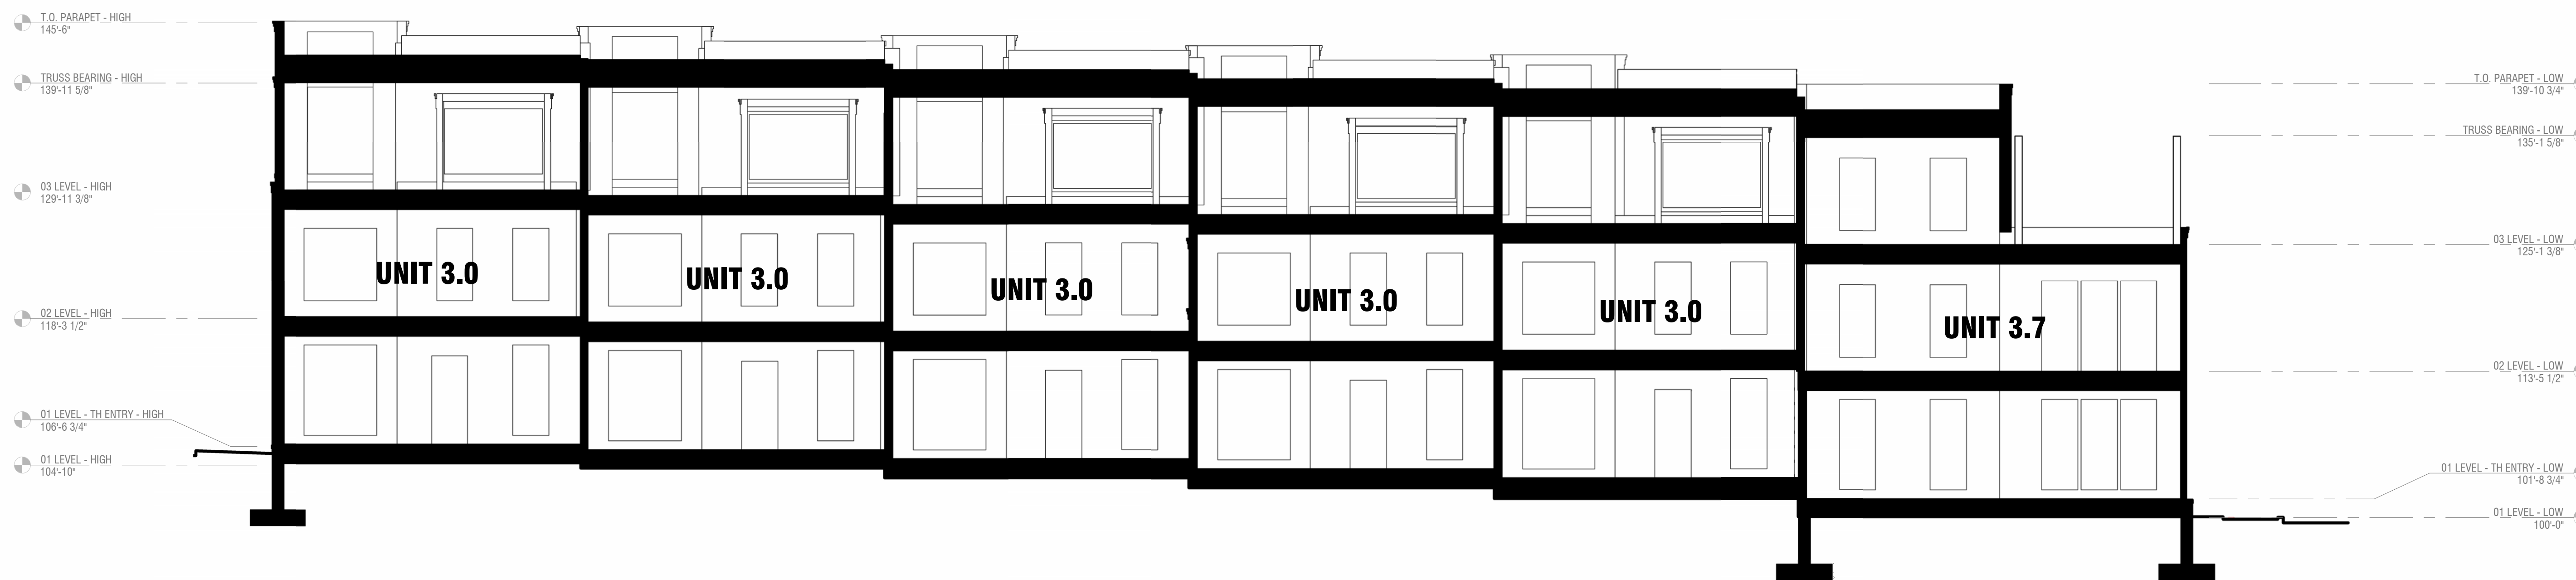 T.O. PARAPET - HIGH
145'-6"
TRUSS BEARING - HIGH
139'-11 5/8"
03 LEVEL - HIGH
129'-11 3/8"
02 LEVEL - HIGH
118'-3 1/2"
01 LEVEL - TH ENTRY - HIGH
106'-6 3/4"
01 LEVEL - HIGH
104'-10"
UNIT 3.0
UNIT 3.0
UNIT 3.0
UNIT 3.0
UNIT 3.0
UNIT 3.7
T.O. PARAPET - LOW
139'-10 3/4"
TRUSS BEARING - LOW
135'-1 5/8"
03 LEVEL - LOW
125'-1 3/8"
02 LEVEL - LOW
113'-5 1/2"
01 LEVEL - TH ENTRY - LOW
101'-8 3/4"
01 LEVEL - LOW
100'-0"